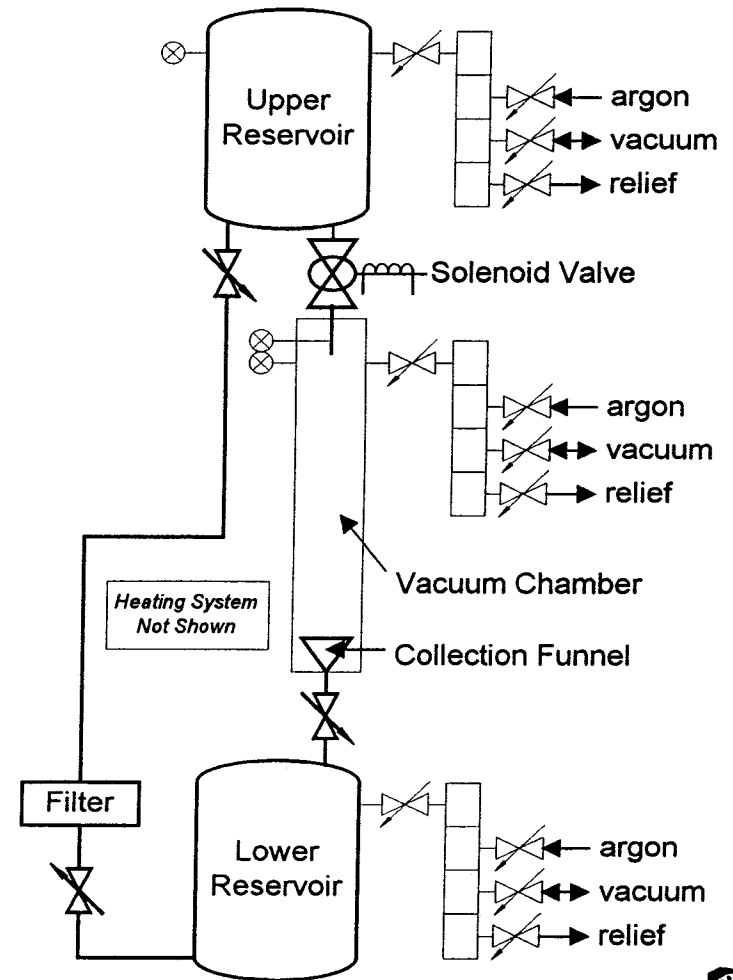 Upper
Reservoir
argon
vacuum
relief
Solenoid Valve
argon
vacuum
relief
Vacuum Chamber
Heating System
Not Shown
Collection Funnel
Filter
Lower
Reservoir
argon
vacuum
relief